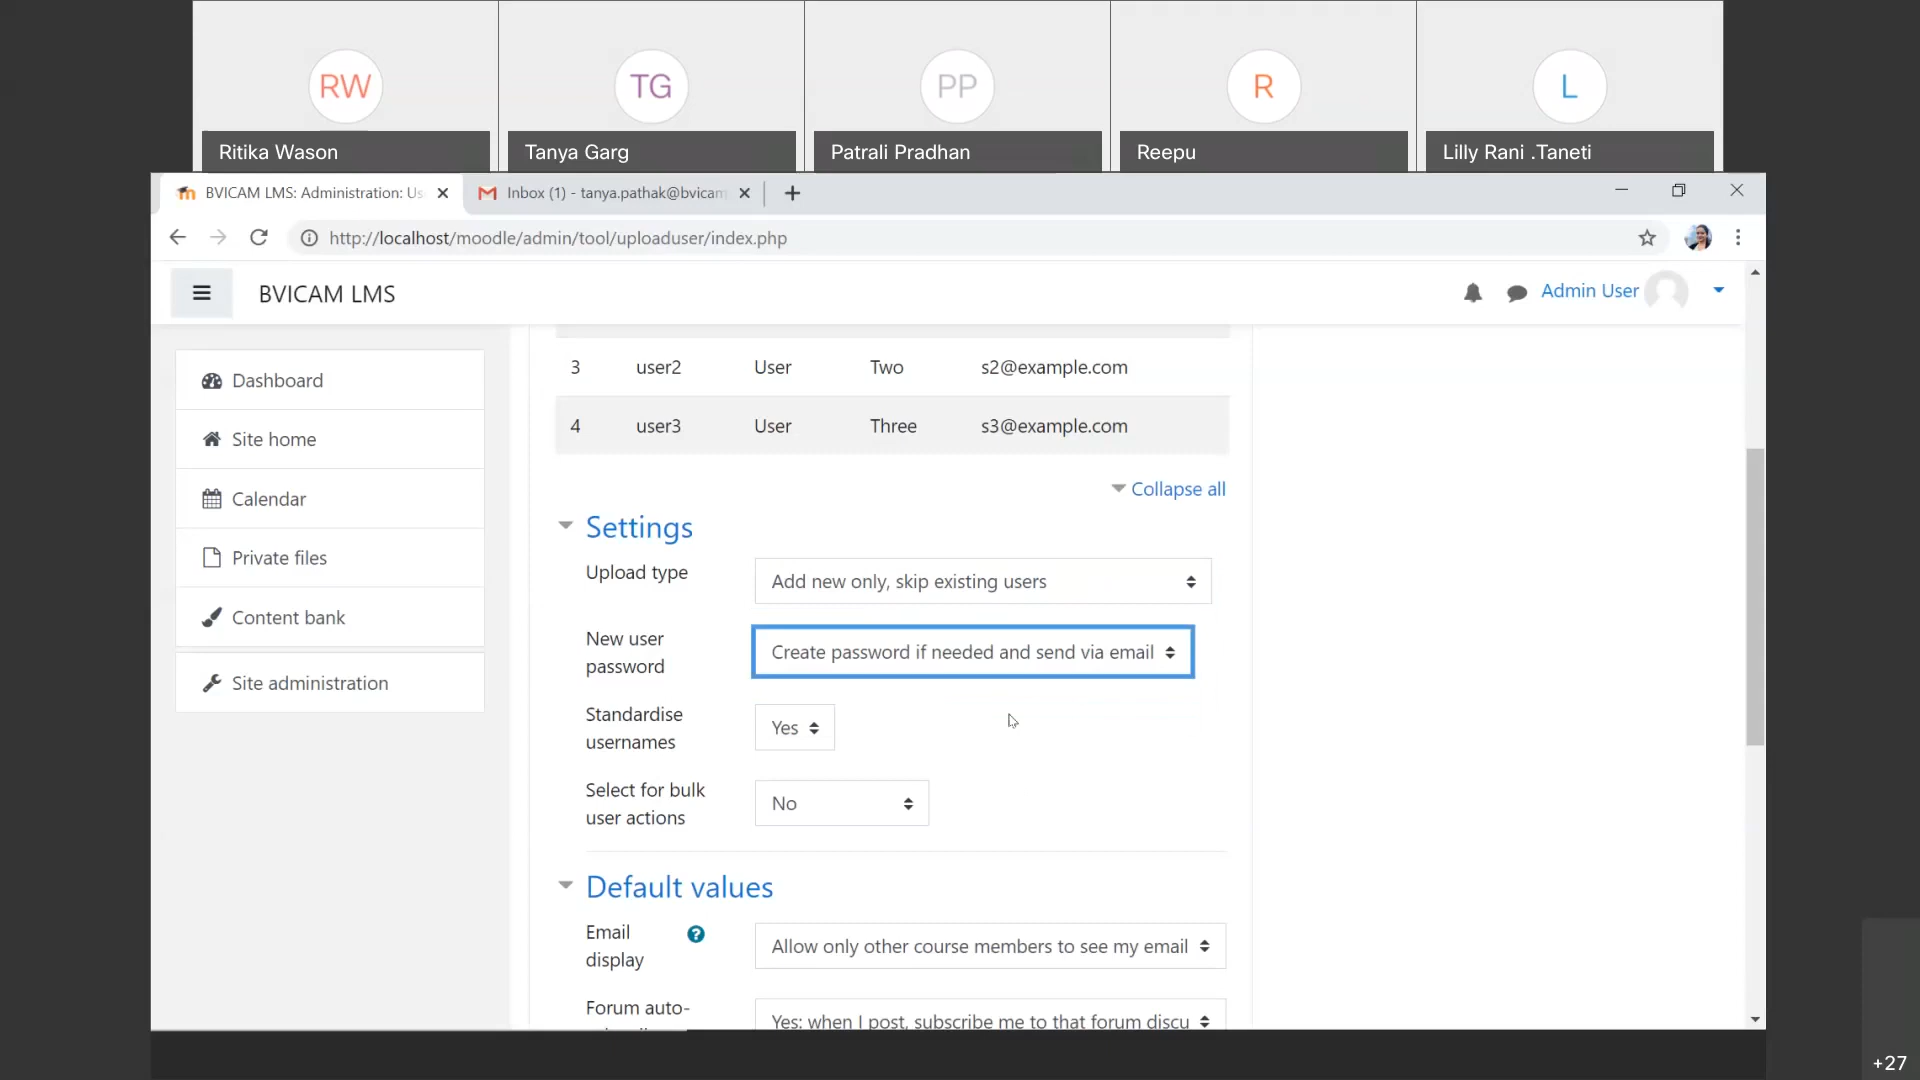 RW
TG
PP
R
L
Ritika Wason
Tanya Garg
Patrali Pradhan
Reepu
Lilly Rani .Taneti
BVICAM LMS: Administration: Us
Inbox (1) - tanya.pathak@bvicam
http://localhost/moodle/admin/tool/uploaduser/index.php
BVICAM LMS
Admin User
Dashboard
Site home
Calendar
Private files
Content bank
Site administration
3 user2 User Two s2@example.com
4 user3 User Three s3@example.com
Collapse all
Settings
Upload type
Add new only, skip existing users
New user
password
Create password if needed and send via email
Standardise
usernames
Yes
Select for bulk
user actions
No
Default values
Email
display
?
Allow only other course members to see my email
Forum auto-
Yes: when I post, subscribe me to that forum discu
+27